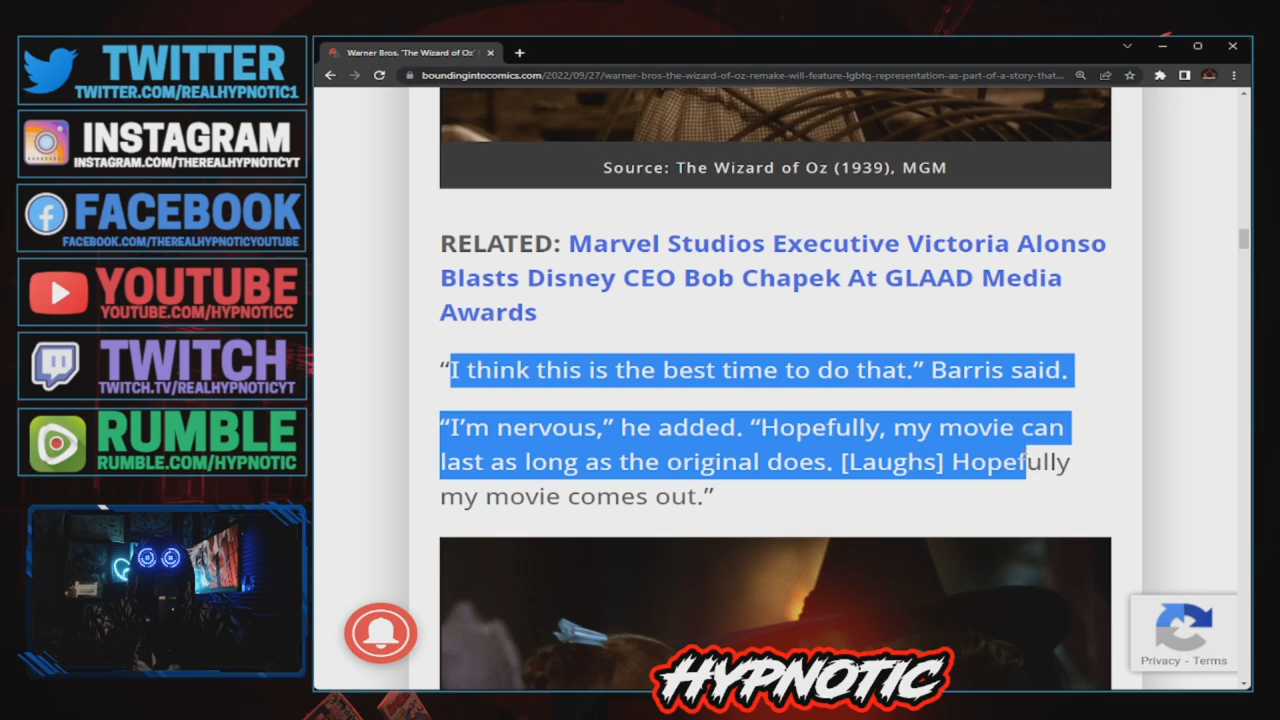 TWITTER
TWITTER.COM/REALHYPNOTIC1
INSTAGRAM
INSTAGRAM.COM/THEREALHYPNOTICYT
FACEBOOK
FACEBOOK.COM/THEREALHYPNOTICYOUTUBE
YOUTUBE
YOUTUBE.COM/HYPNOTICC
TWITCH
TWITCH.TV/REALHYPNOTICYT
RUMBLE
RUMBLE.COM/HYPNOTIC
Warner Bros. 'The Wizard of Oz'
boundingintocomics.com/2022/09/27/warner-bros-the-wizard-of-oz-remake-will-feature-lgbtq-representation-as-part-of-a-story-that...
Source: The Wizard of Oz (1939), MGM
RELATED: Marvel Studios Executive Victoria Alonso
Blasts Disney CEO Bob Chapek At GLAAD Media
Awards
“I think this is the best time to do that.” Barris said.
“I’m nervous,” he added. “Hopefully, my movie can
last as long as the original does. [Laughs] Hopefully
my movie comes out.”
Privacy - Terms
HYPNOTIC